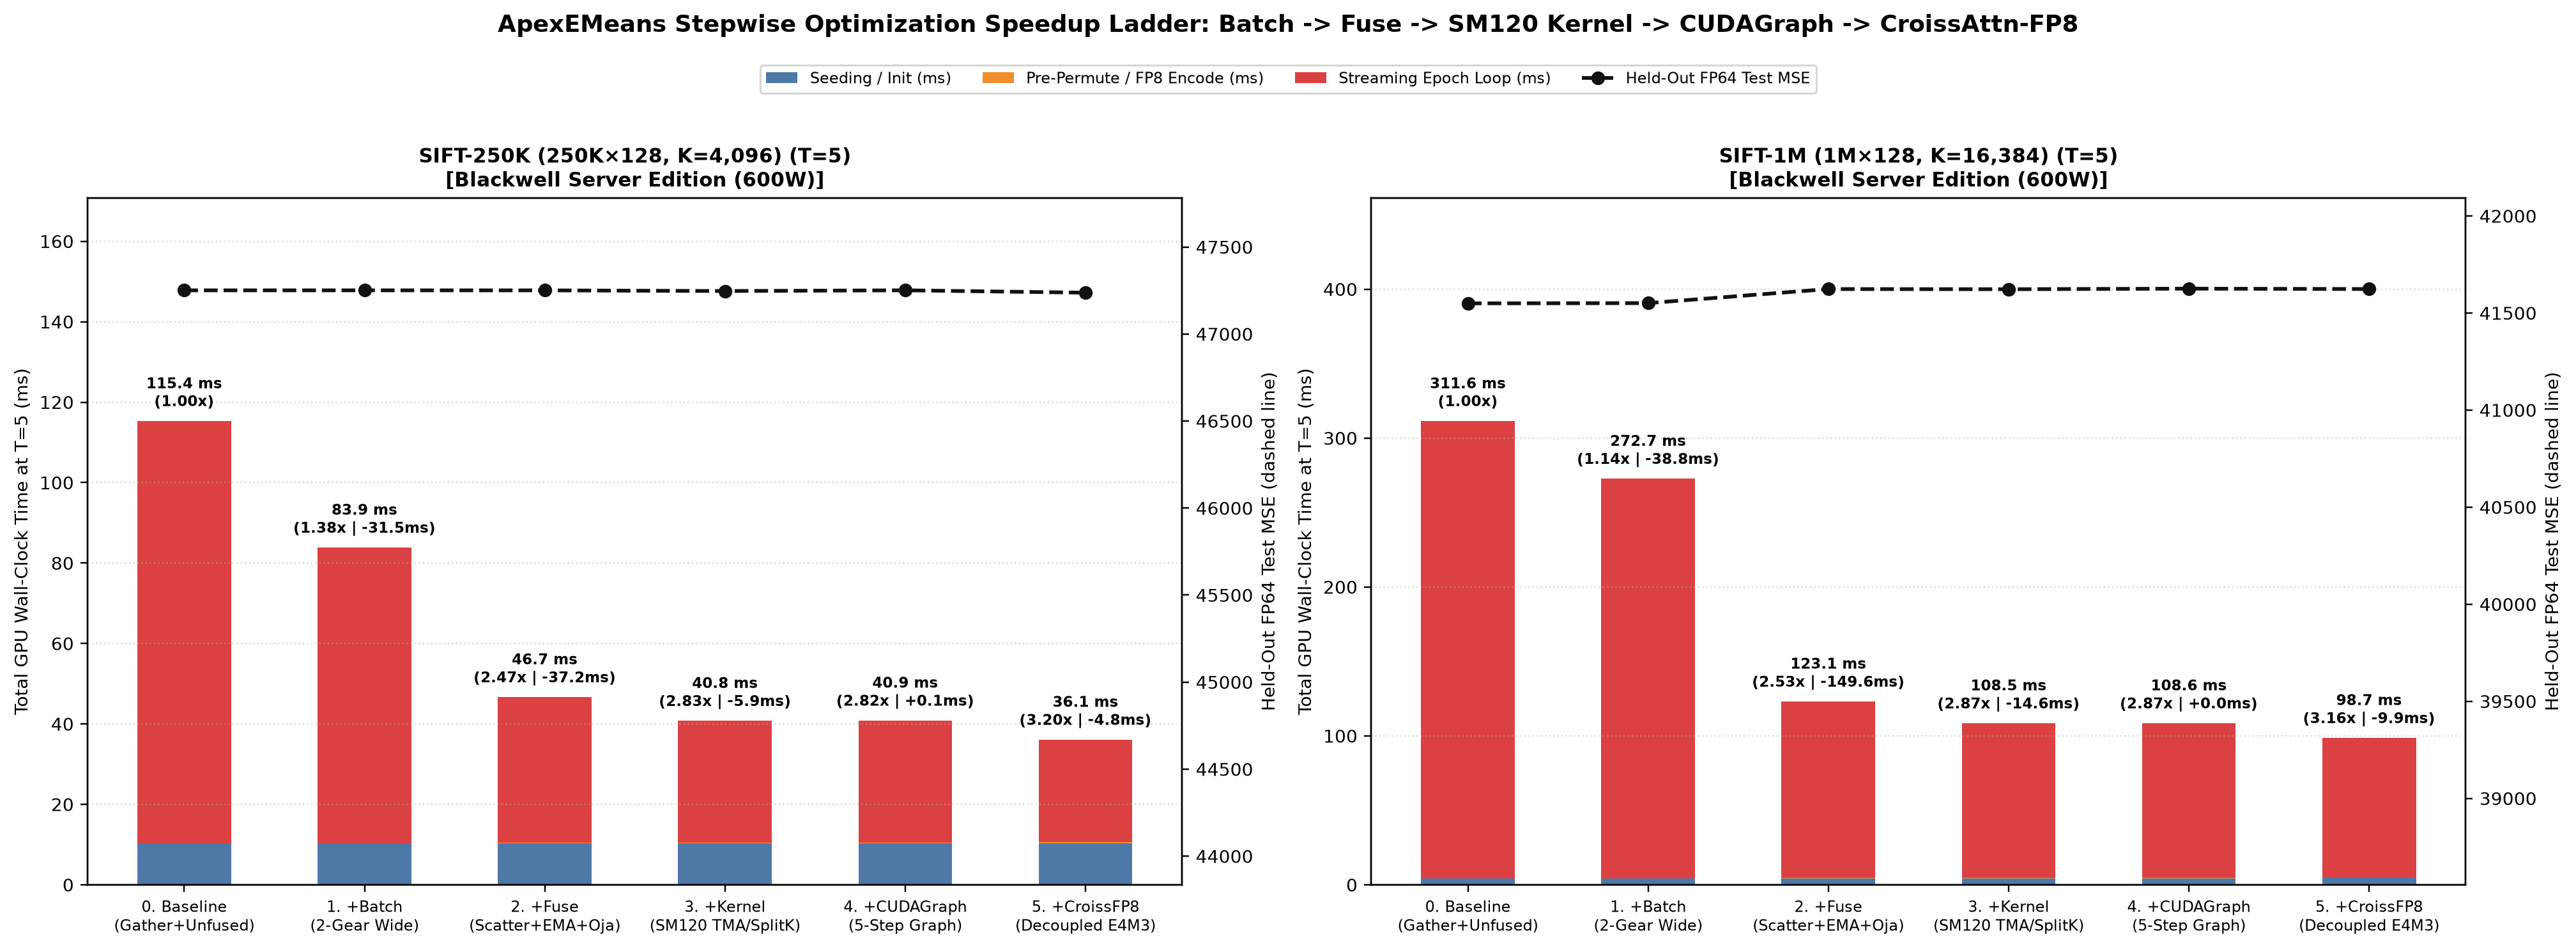 ApexEMeans Stepwise Optimization Speedup Ladder: Batch -> Fuse -> SM120 Kernel -> CUDAGraph -> CroissAttn-FP8
Seeding / Init (ms)
Pre-Permute / FP8 Encode (ms)
Streaming Epoch Loop (ms)
Held-Out FP64 Test MSE
SIFT-250K (250K×128, K=4,096) (T=5)
[Blackwell Server Edition (600W)]
Total GPU Wall-Clock Time at T=5 (ms)
160
140
120
100
80
60
40
20
0
115.4 ms
(1.00x)
83.9 ms
(1.38x | -31.5ms)
46.7 ms
(2.47x | -37.2ms)
40.8 ms
(2.83x | -5.9ms)
40.9 ms
(2.82x | +0.1ms)
36.1 ms
(3.20x | -4.8ms)
0. Baseline
(Gather+Unfused)
1. +Batch
(2-Gear Wide)
2. +Fuse
(Scatter+EMA+Oja)
3. +Kernel
(SM120 TMA/SplitK)
4. +CUDAGraph
(5-Step Graph)
5. +CroissFP8
(Decoupled E4M3)
47500
47000
46500
46000
45500
45000
44500
44000
Held-Out FP64 Test MSE (dashed line)
SIFT-1M (1M×128, K=16,384) (T=5)
[Blackwell Server Edition (600W)]
Total GPU Wall-Clock Time at T=5 (ms)
400
300
200
100
0
311.6 ms
(1.00x)
272.7 ms
(1.14x | -38.8ms)
123.1 ms
(2.53x | -149.6ms)
108.5 ms
(2.87x | -14.6ms)
108.6 ms
(2.87x | +0.0ms)
98.7 ms
(3.16x | -9.9ms)
0. Baseline
(Gather+Unfused)
1. +Batch
(2-Gear Wide)
2. +Fuse
(Scatter+EMA+Oja)
3. +Kernel
(SM120 TMA/SplitK)
4. +CUDAGraph
(5-Step Graph)
5. +CroissFP8
(Decoupled E4M3)
42000
41500
41000
40500
40000
39500
39000
Held-Out FP64 Test MSE (dashed line)